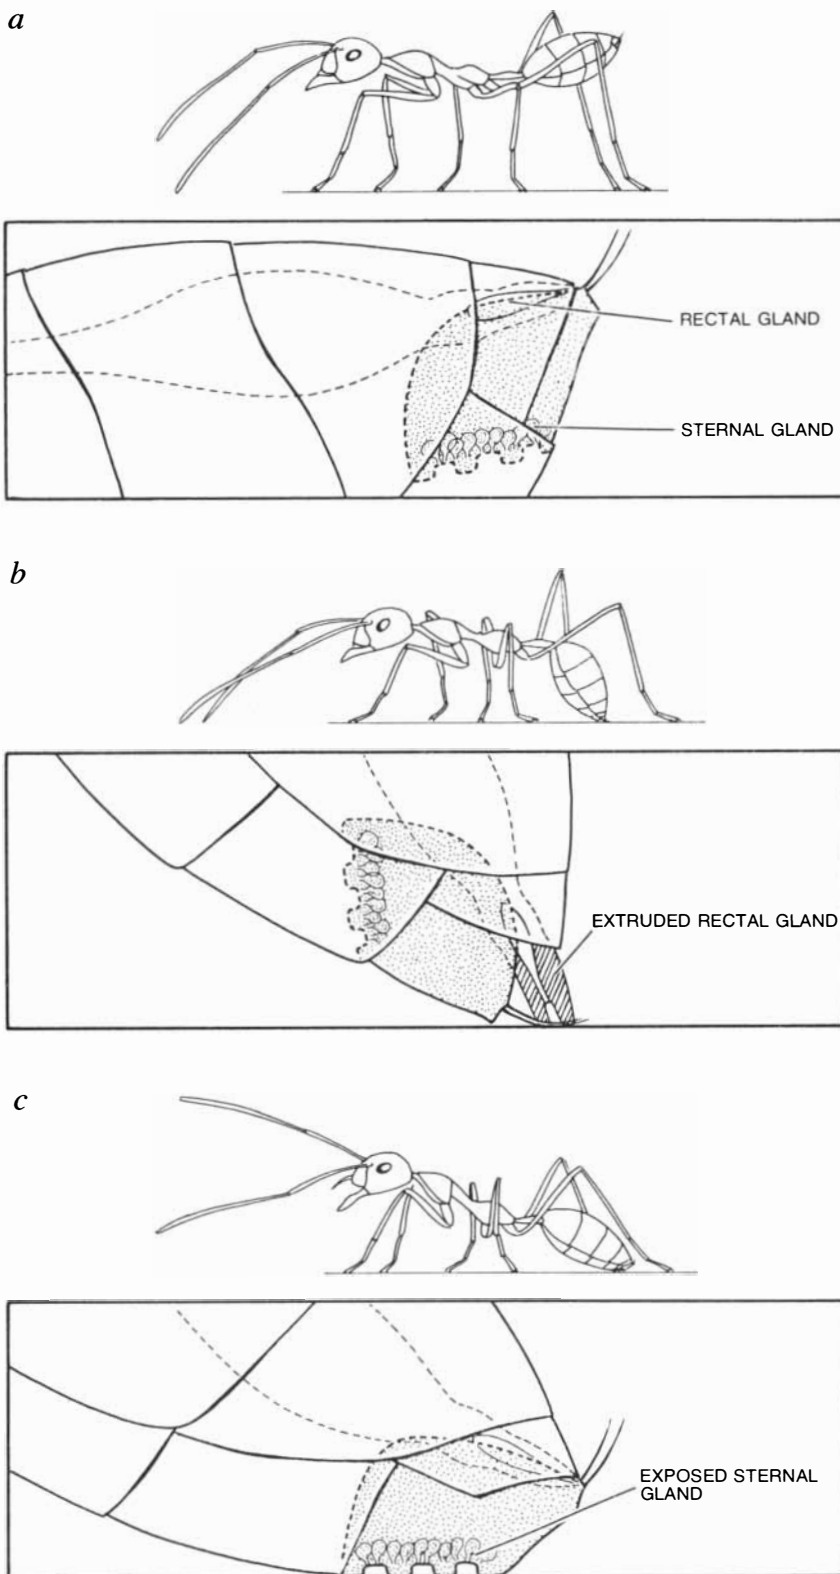 a
RECTAL GLAND
STERNAL GLAND
b
EXTRUDED RECTAL GLAND
c
EXPOSED STERNAL
GLAND